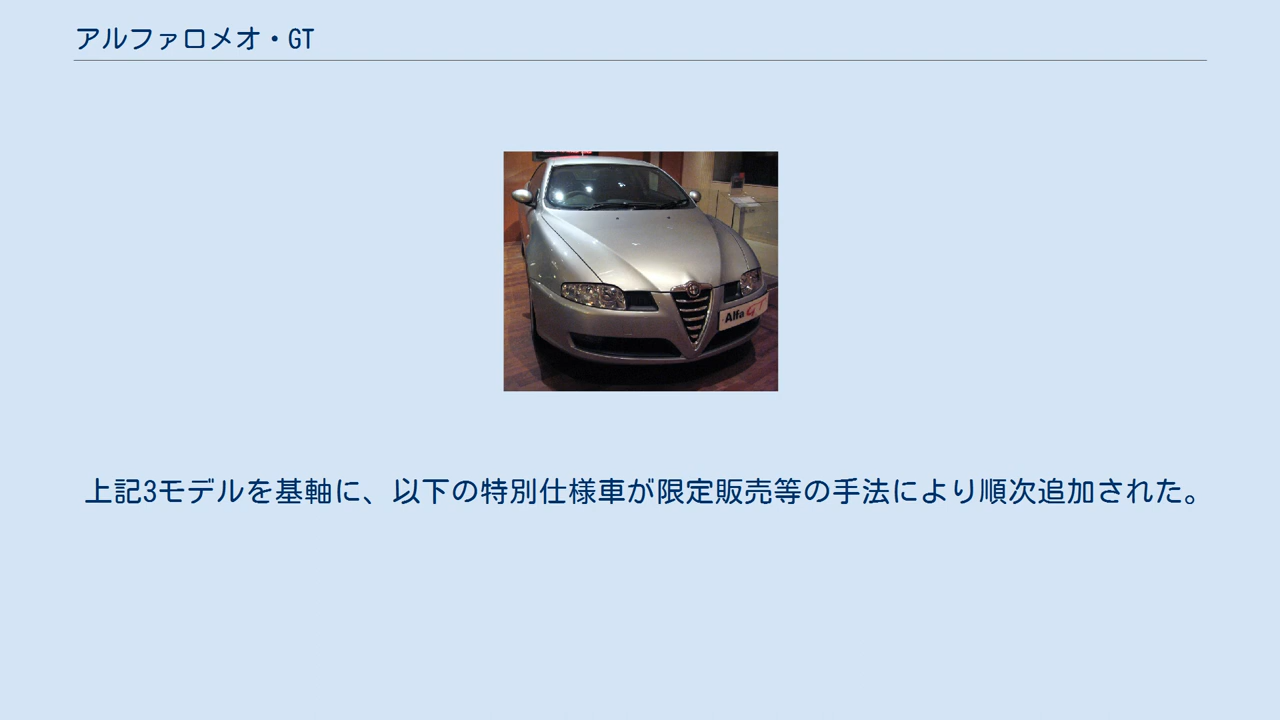 アルファロメオ・GT
Alfa GT
上記3モデルを基軸に、以下の特別仕様車が限定販売等の手法により順次追加された。